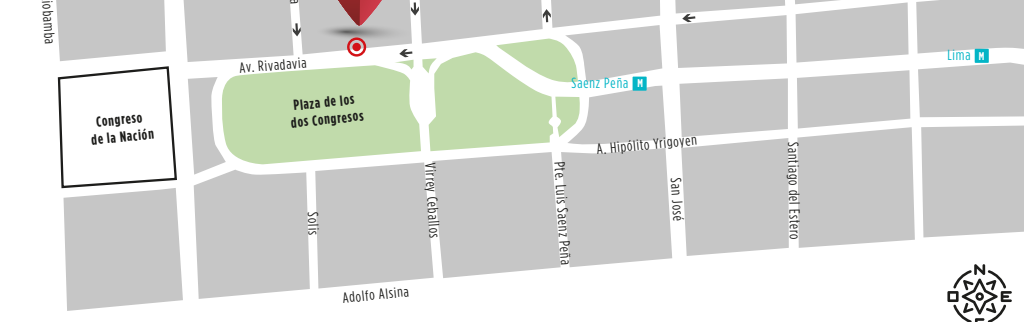 Av. Rivadavia
Plaza de los
dos Congresos
Congreso
de la Nación
Saenz Peña M
Lima M
A. Hipólito Yrigoyen
Solís
Virrey Ceballos
Pte. Luis Saenz Peña
San José
Santiago del Estero
Adolfo Alsina
N
O E